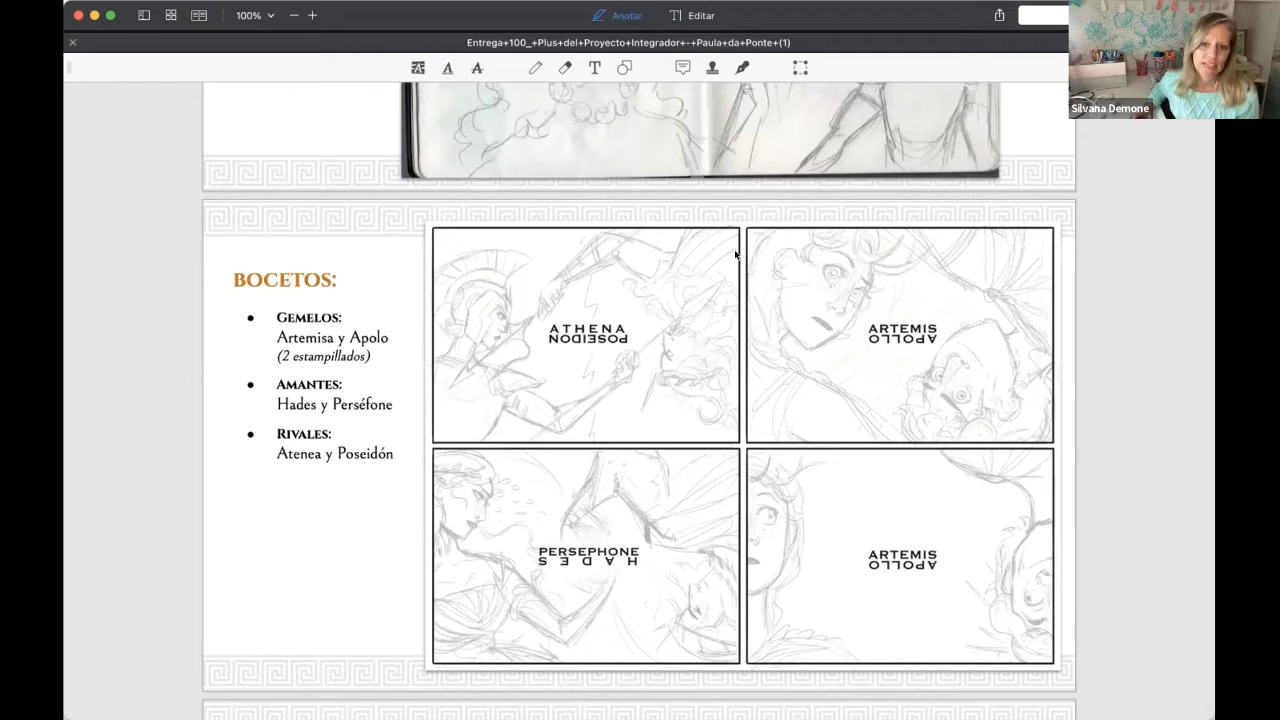 100%
Anotar
Editar
Entrega+100_+Plus+del+Proyecto+Integrador+-+Paula+da+Ponte+(1)
Silvana Demone
BOCETOS:
GEMELOS:
Artemisa y Apolo
(2 estampillados)
AMANTES:
Hades y Perséfone
RIVALES:
Atenea y Poseidón
ATHENA
POSEIDON
ARTEMIS
APOLLO
PERSEPHONE
HADES
ARTEMIS
APOLLO